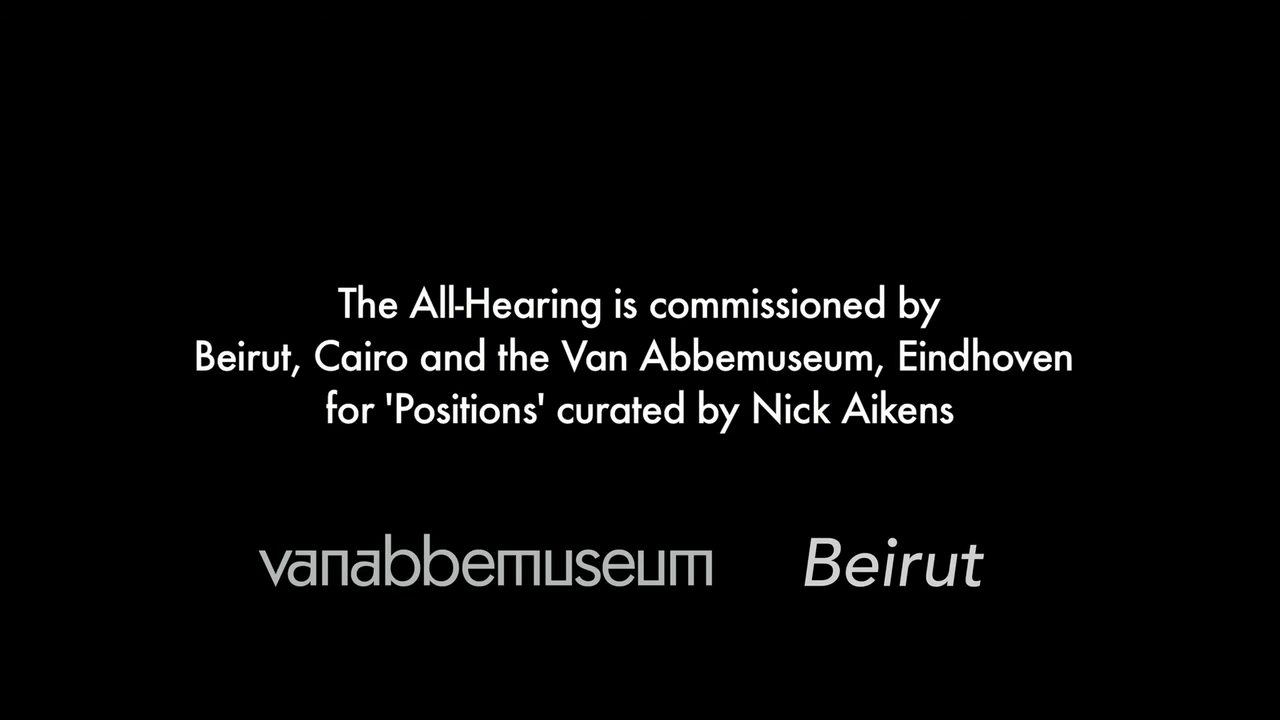 The All-Hearing is commissioned by
Beirut, Cairo and the Van Abbemuseum, Eindhoven
for 'Positions' curated by Nick Aikens
vanabbemuseum Beirut